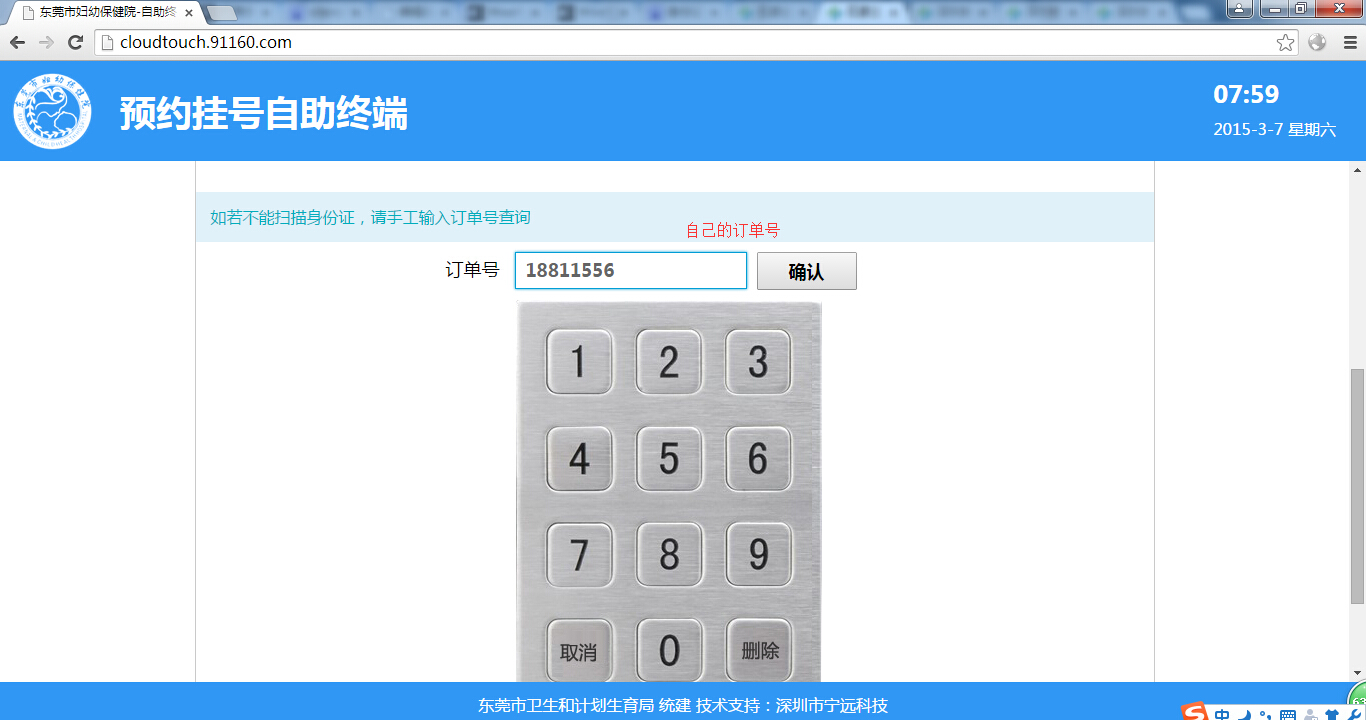 东莞市妇幼保健院-自助终
cloudtouch.91160.com
预约挂号自助终端
07:59
2015-3-7 星期六
如若不能扫描身份证，请手工输入订单号查询
自己的订单号
订单号 18811556 确认
1 2 3
4 5 6
7 8 9
取消 0 删除
东莞市卫生和计划生育局 统建 技术支持：深圳市宁远科技
中